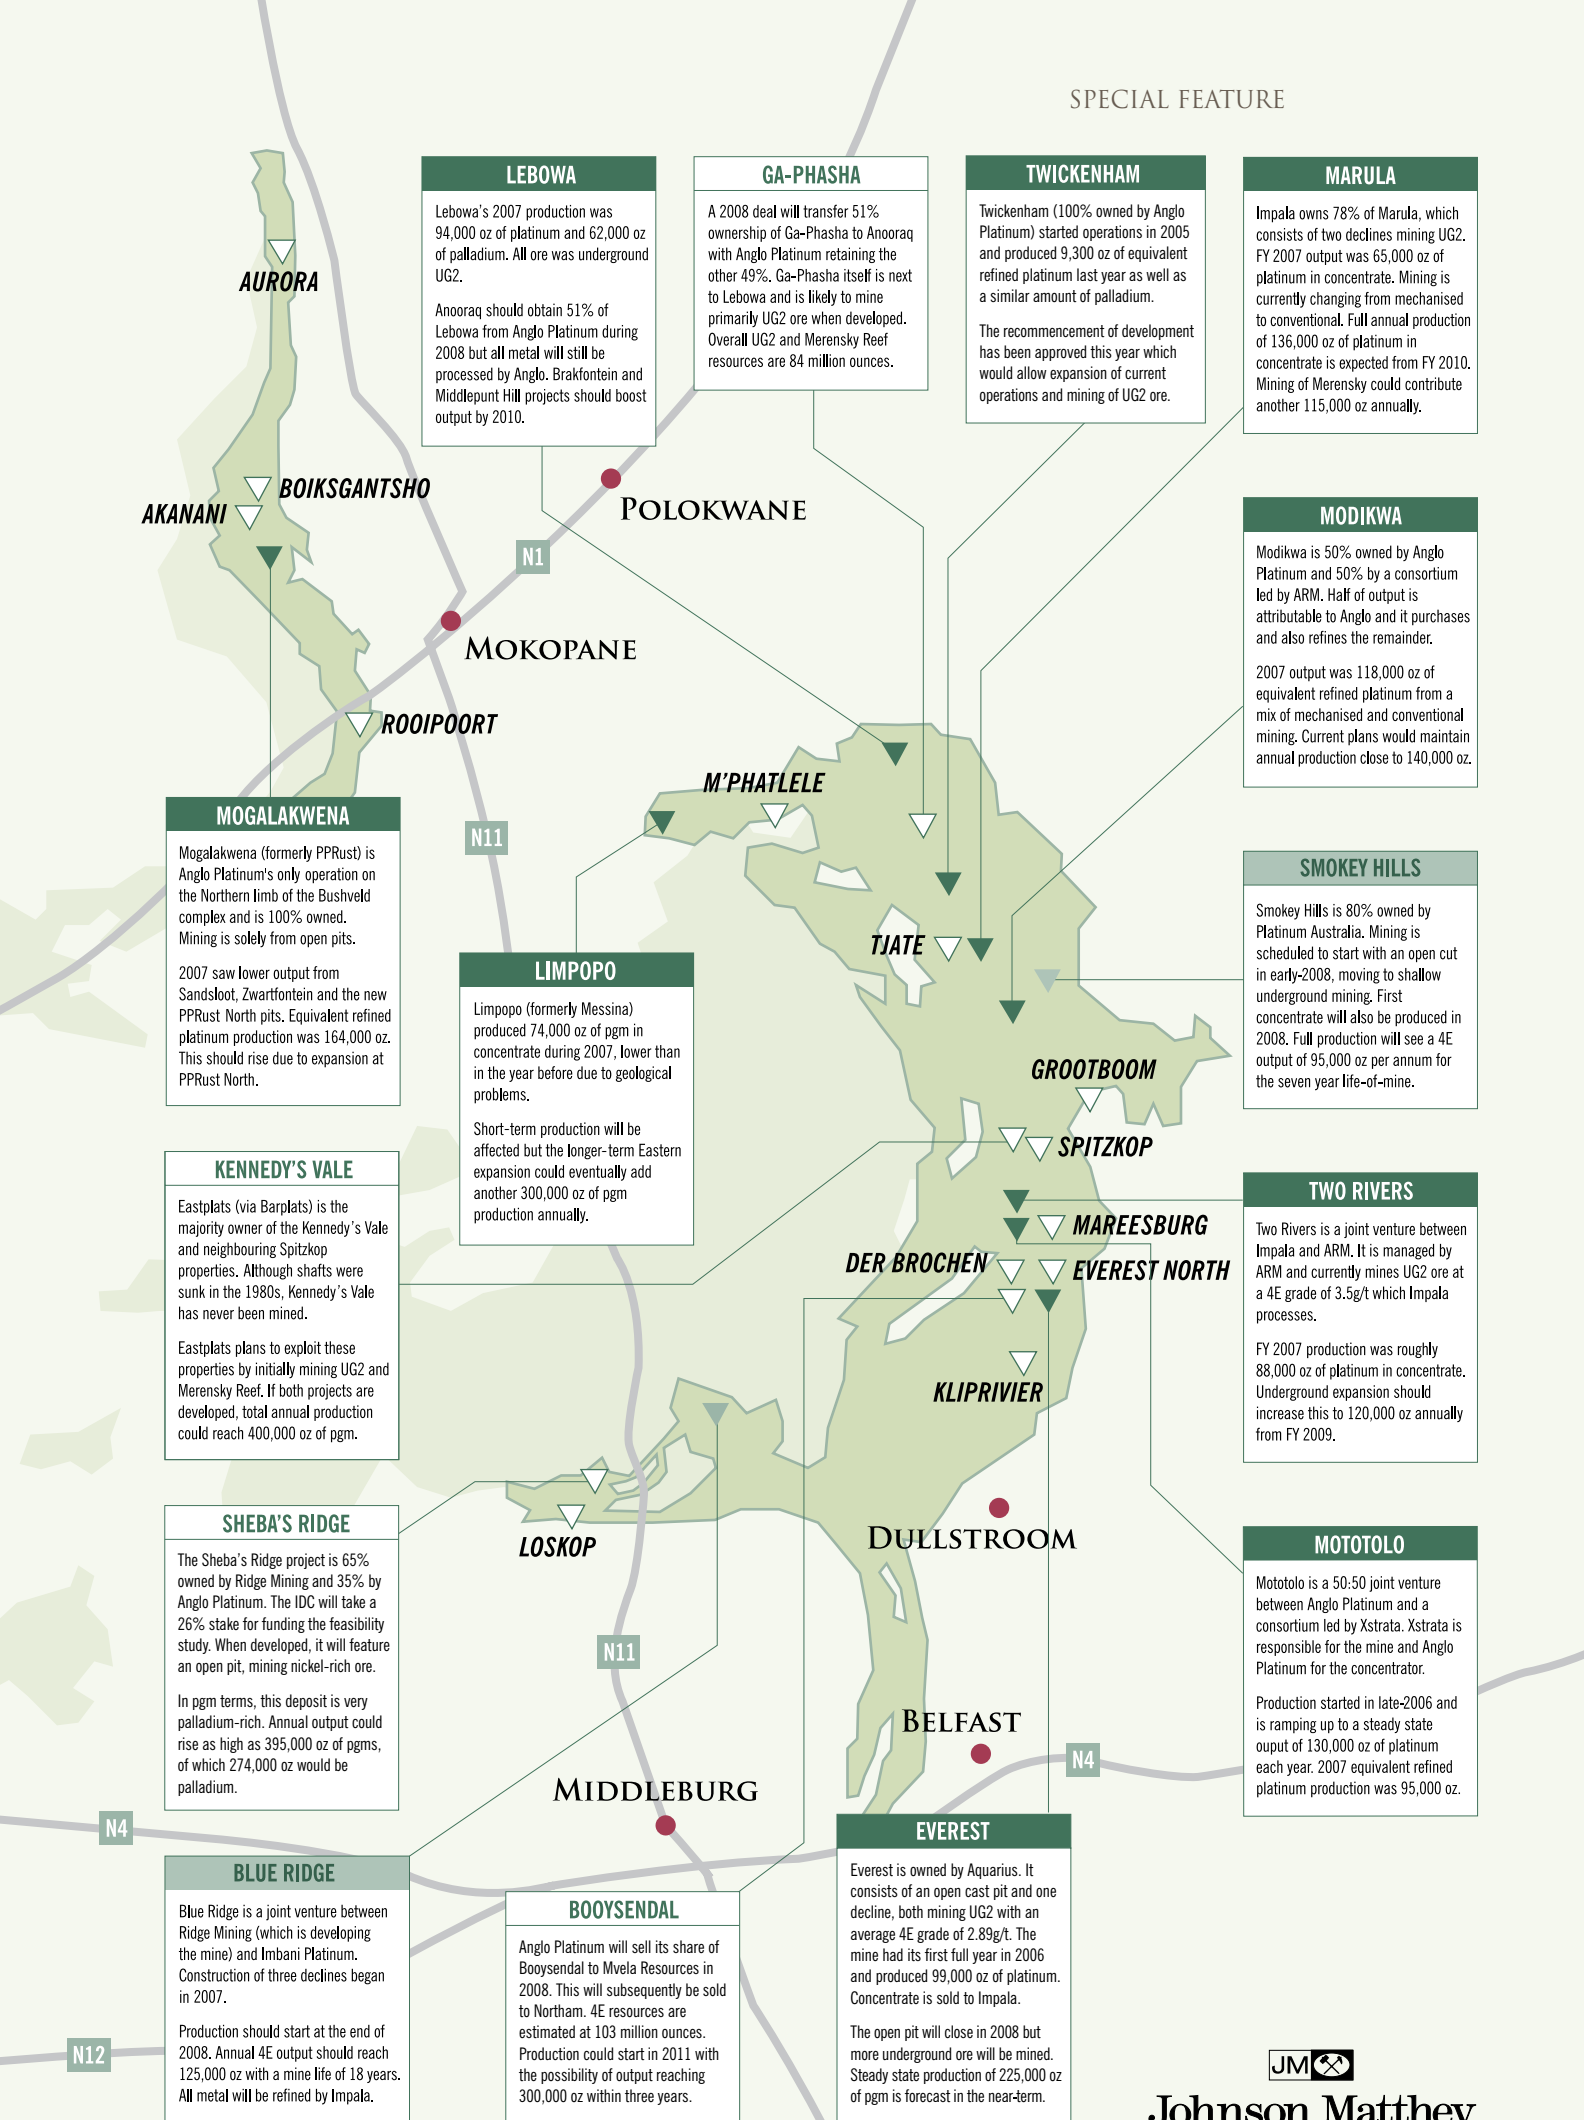 SPECIAL FEATURE
LEBOWA
Lebowa's 2007 production was
94,000 oz of platinum and 62,000 oz
of palladium. All ore was underground
UG2.
Anooraq should obtain 51% of
Lebowa from Anglo Platinum during
2008 but all metal will still be
processed by Anglo. Brakfontein and
Middlepunt Hill projects should boost
output by 2010.
GA-PHASHA
A 2008 deal will transfer 51%
ownership of Ga-Phasha to Anooraq
with Anglo Platinum retaining the
other 49%. Ga-Phasha itself is next
to Lebowa and is likely to mine
primarily UG2 ore when developed.
Overall UG2 and Merensky Reef
resources are 84 million ounces.
TWICKENHAM
Twickenham (100% owned by Anglo
Platinum) started operations in 2005
and produced 9,300 oz of equivalent
refined platinum last year as well as
a similar amount of palladium.
The recommencement of development
has been approved this year which
would allow expansion of current
operations and mining of UG2 ore.
MARULA
Impala owns 78% of Marula, which
consists of two declines mining UG2.
FY 2007 output was 65,000 oz of
platinum in concentrate. Mining is
currently changing from mechanised
to conventional. Full annual production
of 136,000 oz of platinum in
concentrate is expected from FY 2010.
Mining of Merensky could contribute
another 115,000 oz annually.
AURORA
BOIKSGANTSHO
AKANANI
POLOKWANE
N1
MOKOPANE
ROOIPOORT
MODIKWA
Modikwa is 50% owned by Anglo
Platinum and 50% by a consortium
led by ARM. Half of output is
attributable to Anglo and it purchases
and also refines the remainder.
2007 output was 118,000 oz of
equivalent refined platinum from a
mix of mechanised and conventional
mining. Current plans would maintain
annual production close to 140,000 oz.
M'PHATLELE
N11
MOGALAKWENA
Mogalakwena (formerly PPRust) is
Anglo Platinum's only operation on
the Northern limb of the Bushveld
complex and is 100% owned.
Mining is solely from open pits.
2007 saw lower output from
Sandsloot, Zwartfontein and the new
PPRust North pits. Equivalent refined
platinum production was 164,000 oz.
This should rise due to expansion at
PPRust North.
LIMPOPO
Limpopo (formerly Messina)
produced 74,000 oz of pgm in
concentrate during 2007, lower than
in the year before due to geological
problems.
Short-term production will be
affected but the longer-term Eastern
expansion could eventually add
another 300,000 oz of pgm
production annually.
TJATE
SMOKEY HILLS
Smokey Hills is 80% owned by
Platinum Australia. Mining is
scheduled to start with an open cut
in early-2008, moving to shallow
underground mining. First
concentrate will also be produced in
2008. Full production will see a 4E
output of 95,000 oz per annum for
the seven year life-of-mine.
GROOTBOOM
SPITZKOP
KENNEDY'S VALE
Eastplats (via Barplats) is the
majority owner of the Kennedy's Vale
and neighbouring Spitzkop
properties. Although shafts were
sunk in the 1980s, Kennedy's Vale
has never been mined.
Eastplats plans to exploit these
properties by initially mining UG2 and
Merensky Reef. If both projects are
developed, total annual production
could reach 400,000 oz of pgm.
MAREESBURG
DER BROCHEN
EVEREST NORTH
KLIPRIVIER
TWO RIVERS
Two Rivers is a joint venture between
Impala and ARM. It is managed by
ARM and currently mines UG2 ore at
a 4E grade of 3.5g/t which Impala
processes.
FY 2007 production was roughly
88,000 oz of platinum in concentrate.
Underground expansion should
increase this to 120,000 oz annually
from FY 2009.
SHEBA'S RIDGE
The Sheba's Ridge project is 65%
owned by Ridge Mining and 35% by
Anglo Platinum. The IDC will take a
26% stake for funding the feasibility
study. When developed, it will feature
an open pit, mining nickel-rich ore.
In pgm terms, this deposit is very
palladium-rich. Annual output could
rise as high as 395,000 oz of pgms,
of which 274,000 oz would be
palladium.
LOSKOP
DULLSTROOM
N11
BELFAST
N4
MIDDLEBURG
N4
MOTOTOLO
Mototolo is a 50:50 joint venture
between Anglo Platinum and a
consortium led by Xstrata. Xstrata is
responsible for the mine and Anglo
Platinum for the concentrator.
Production started in late-2006 and
is ramping up to a steady state
ouput of 130,000 oz of platinum
each year. 2007 equivalent refined
platinum production was 95,000 oz.
BLUE RIDGE
Blue Ridge is a joint venture between
Ridge Mining (which is developing
the mine) and Imbani Platinum.
Construction of three declines began
in 2007.
Production should start at the end of
2008. Annual 4E output should reach
125,000 oz with a mine life of 18 years.
All metal will be refined by Impala.
N12
BOOYSENDAL
Anglo Platinum will sell its share of
Booysendal to Mvela Resources in
2008. This will subsequently be sold
to Northam. 4E resources are
estimated at 103 million ounces.
Production could start in 2011 with
the possibility of output reaching
300,000 oz within three years.
EVEREST
Everest is owned by Aquarius. It
consists of an open cast pit and one
decline, both mining UG2 with an
average 4E grade of 2.89g/t. The
mine had its first full year in 2006
and produced 99,000 oz of platinum.
Concentrate is sold to Impala.
The open pit will close in 2008 but
more underground ore will be mined.
Steady state production of 225,000 oz
of pgm is forecast in the near-term.
JM
Johnson Matthey